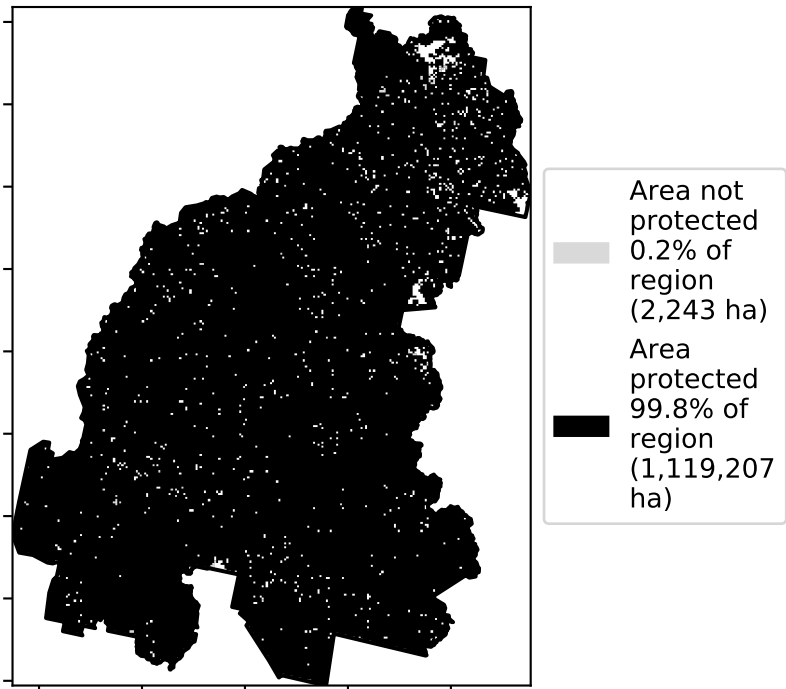 Area not
protected
0.2% of
region
(2,243 ha)
Area
protected
99.8% of
region
(1,119,207
ha)